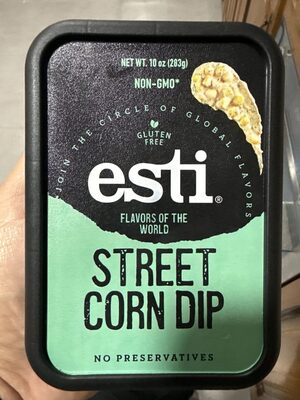 NET WT. 10 oz (283g)
NON-GMO*
JOIN THE CIRCLE OF GLOBAL FLAVORS
GLUTEN
FREE
esti®
FLAVORS OF THE
WORLD
STREET
CORN DIP
NO PRESERVATIVES